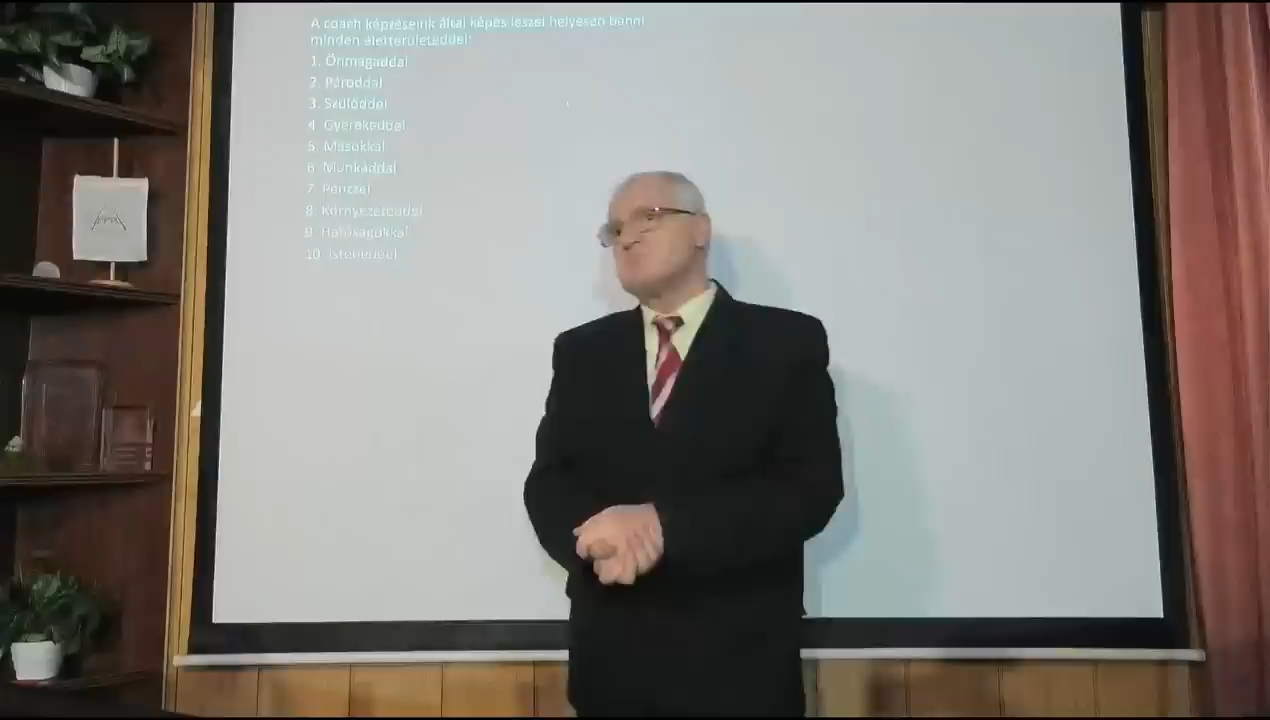 A coach képzéseink által képes leszel helyesen bánni
minden életterületeddel:
1. Önmagaddal
2. Pároddal
3. Szülőddel
4. Gyerekeddel
5. Másokkal
6. Munkáddal
7. Pénzzel
8. Környezeteddel
9. Hatóságokkal
10. Isteneddel